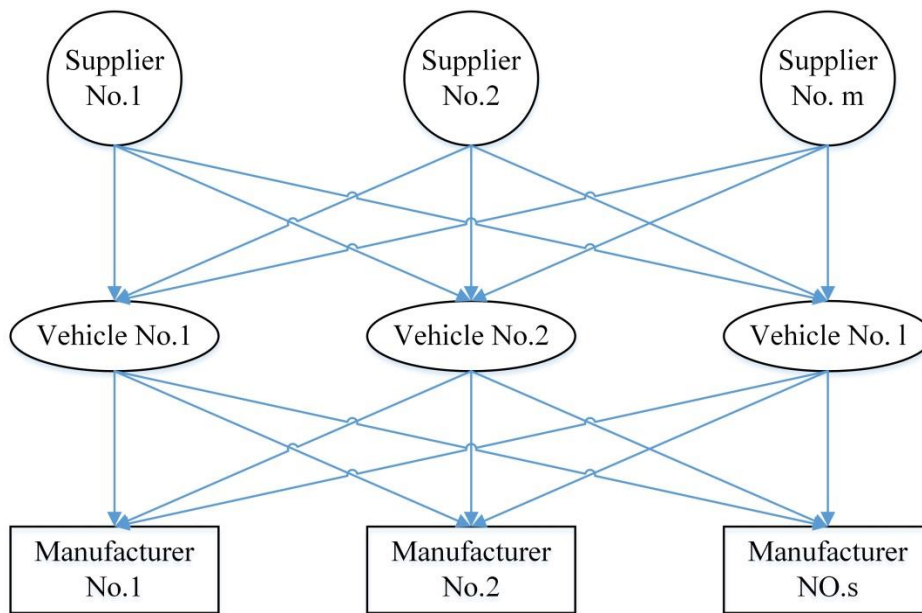 Supplier
No.1
Supplier
No.2
Supplier
No. m
Vehicle No.1
Vehicle No.2
Vehicle No. l
Manufacturer
No.1
Manufacturer
No.2
Manufacturer
NO.s